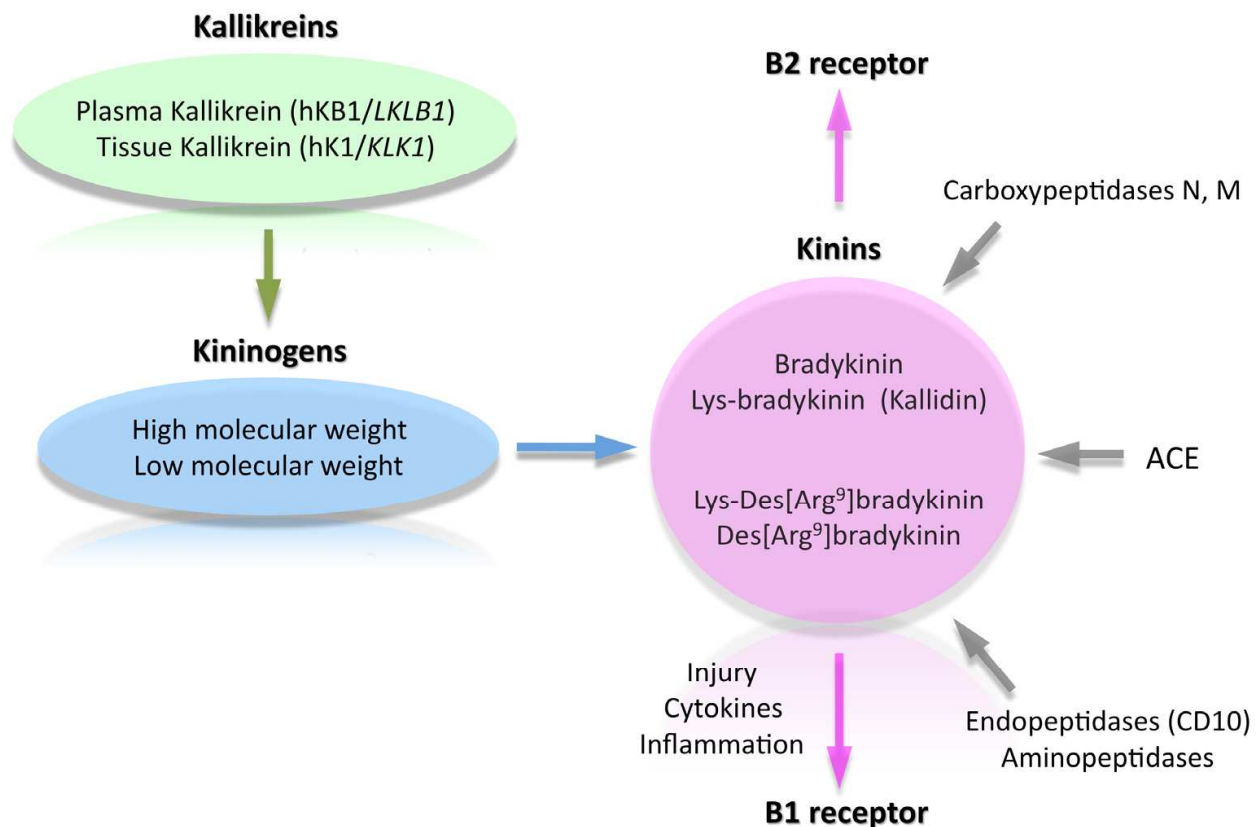 Kallikreins
Plasma Kallikrein (hKB1/LKLB1)
Tissue Kallikrein (hK1/KLK1)
Kininogens
High molecular weight
Low molecular weight
B2 receptor
Carboxypeptidases N, M
Kinins
Bradykinin
Lys-bradykinin (Kallidin)
Lys-Des[Arg⁹]bradykinin
Des[Arg⁹]bradykinin
ACE
Injury
Cytokines
Inflammation
Endopeptidases (CD10)
Aminopeptidases
B1 receptor